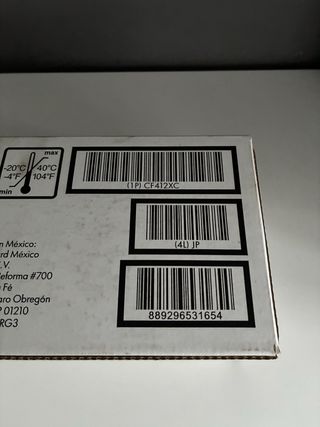 max
-20°C 40°C
-4°F 104°F
min
(1P) CF412XC
(4L) JP
889296531654
n México:
rd México
. V.
eforma #700
Fé
aro Obregón
P 01210
RG3